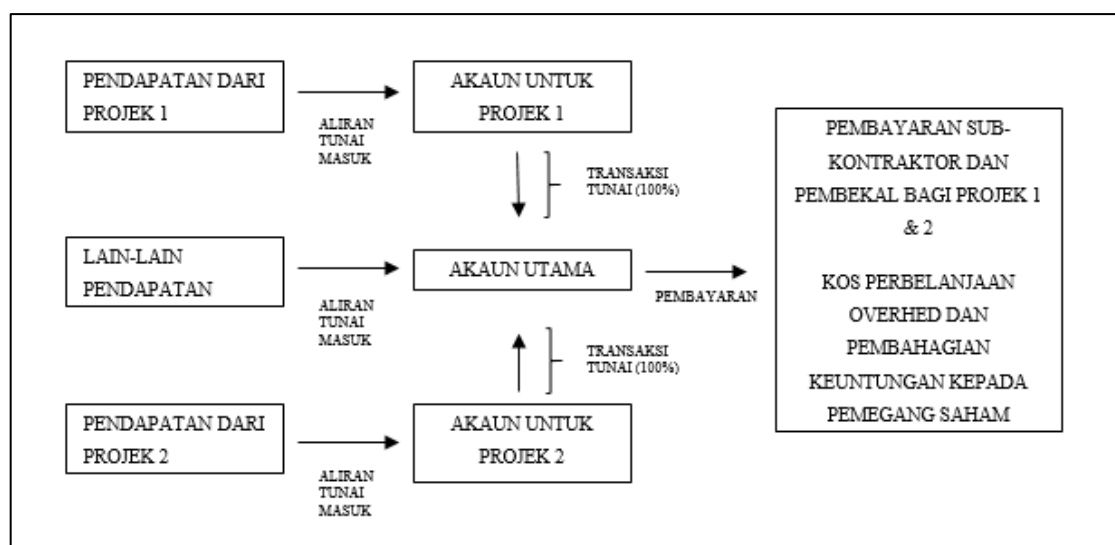 PENDAPATAN DARI
PROJEK 1
ALIRAN
TUNAI
MASUK
AKAUN UNTUK
PROJEK 1
TRANSAKSI
TUNAI (100%)
LAIN-LAIN
PENDAPATAN
ALIRAN
TUNAI
MASUK
AKAUN UTAMA
PEMBAYARAN
TRANSAKSI
TUNAI (100%)
PENDAPATAN DARI
PROJEK 2
ALIRAN
TUNAI
MASUK
AKAUN UNTUK
PROJEK 2
PEMBAYARAN SUB-
KONTRAKTOR DAN
PEMBEKAL BAGI PROJEK 1
& 2
KOS PERBELANJAAN
OVERHED DAN
PEMBAHAGIAN
KEUNTUNGAN KEPADA
PEMEGANG SAHAM